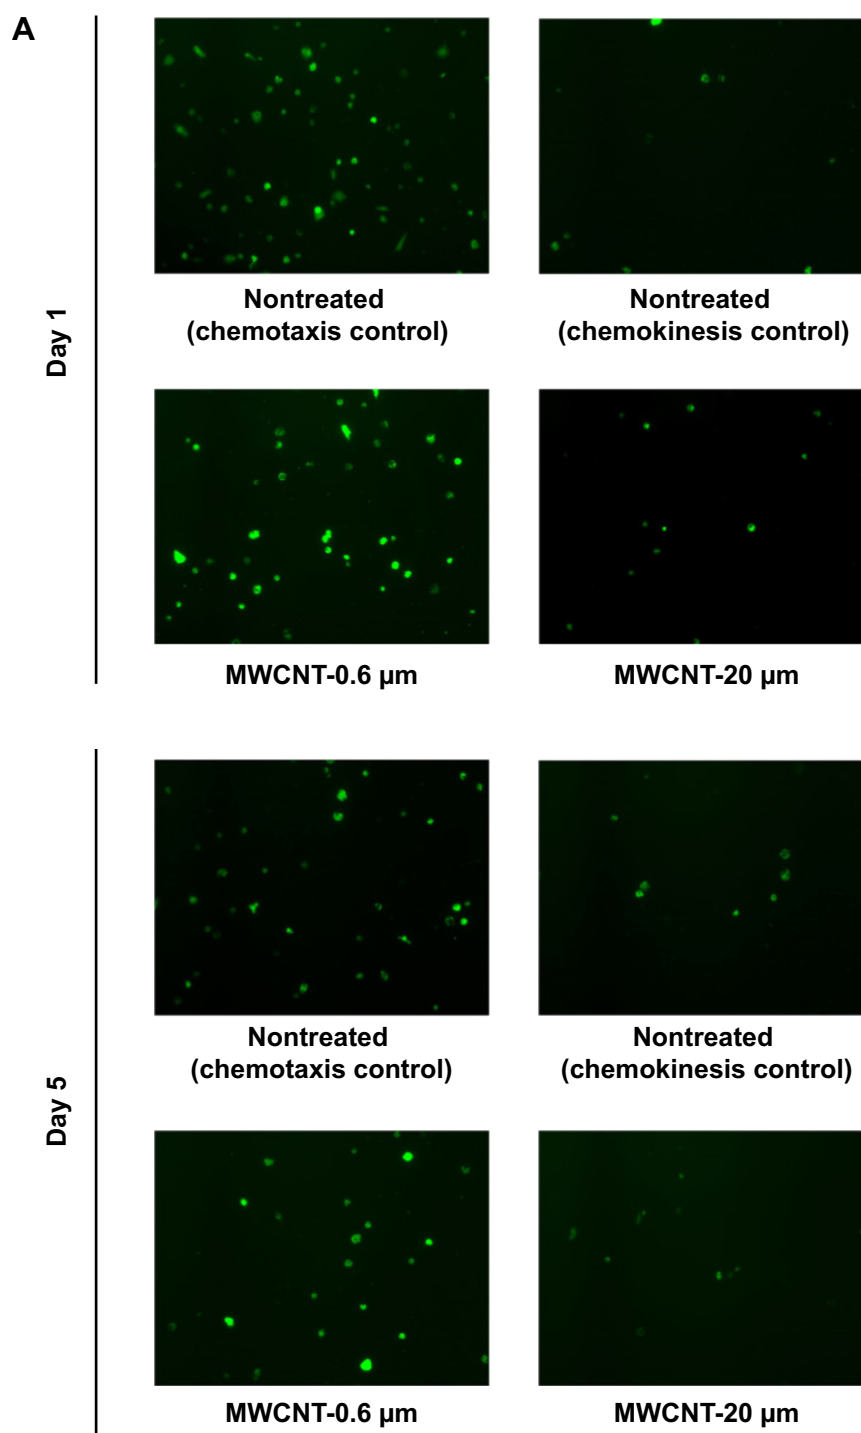 A
Day 1
Nontreated
(chemotaxis control)
Nontreated
(chemokinesis control)
MWCNT-0.6 µm
MWCNT-20 µm
Day 5
Nontreated
(chemotaxis control)
Nontreated
(chemokinesis control)
MWCNT-0.6 µm
MWCNT-20 µm